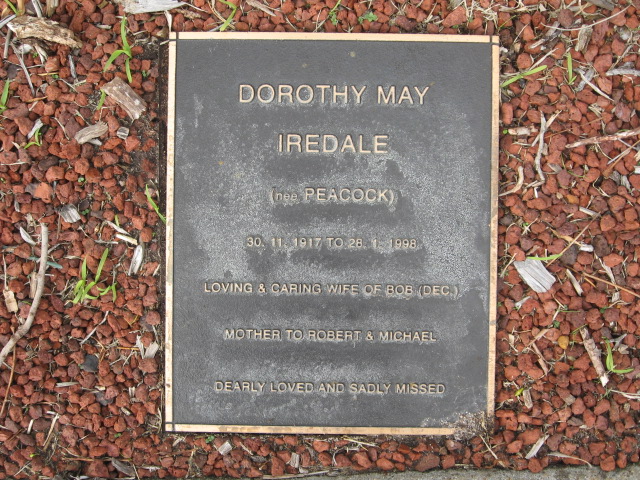 DOROTHY MAY
IREDALE
(nee PEACOCK)
30. 11. 1917 TO 28. 1. 1998
LOVING & CARING WIFE OF BOB (DEC.)
MOTHER TO ROBERT & MICHAEL
DEARLY LOVED AND SADLY MISSED